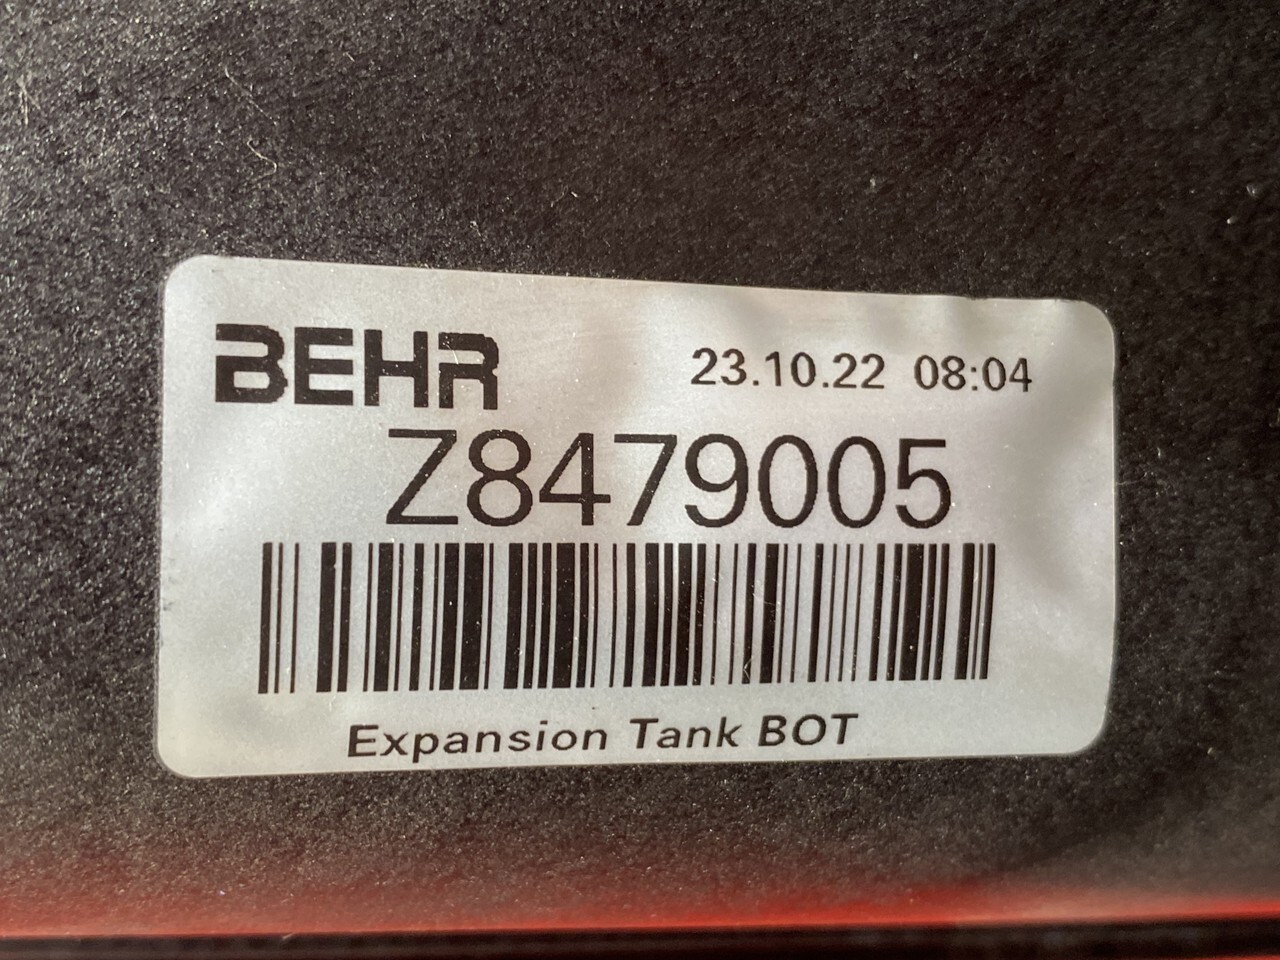 BEHR 23.10.22 08:04
Z8479005
Expansion Tank BOT